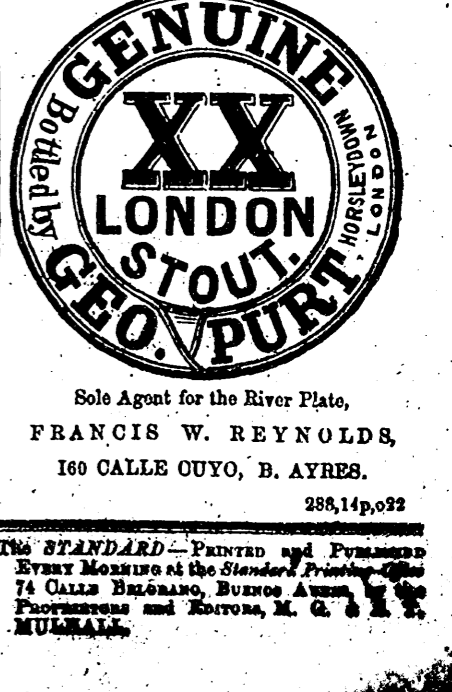 GENUINE
XX
LONDON
STOUT.
Bottled by
GEO. PURT,
HORSLEYDOWN
LONDON
Sole Agent for the River Plate,
FRANCIS W. REYNOLDS,
160 CALLE CUYO, B. AYRES.
288,14p,o22
The STANDARD—PRINTED and PUBLISHED
EVERY MORNING at the Standard Printing-Office
74 CALLE BELGRANO, BUENOS AYRES, by the
PROPRIETORS and EDITORS, M. G. & E. T.
MULHALL.